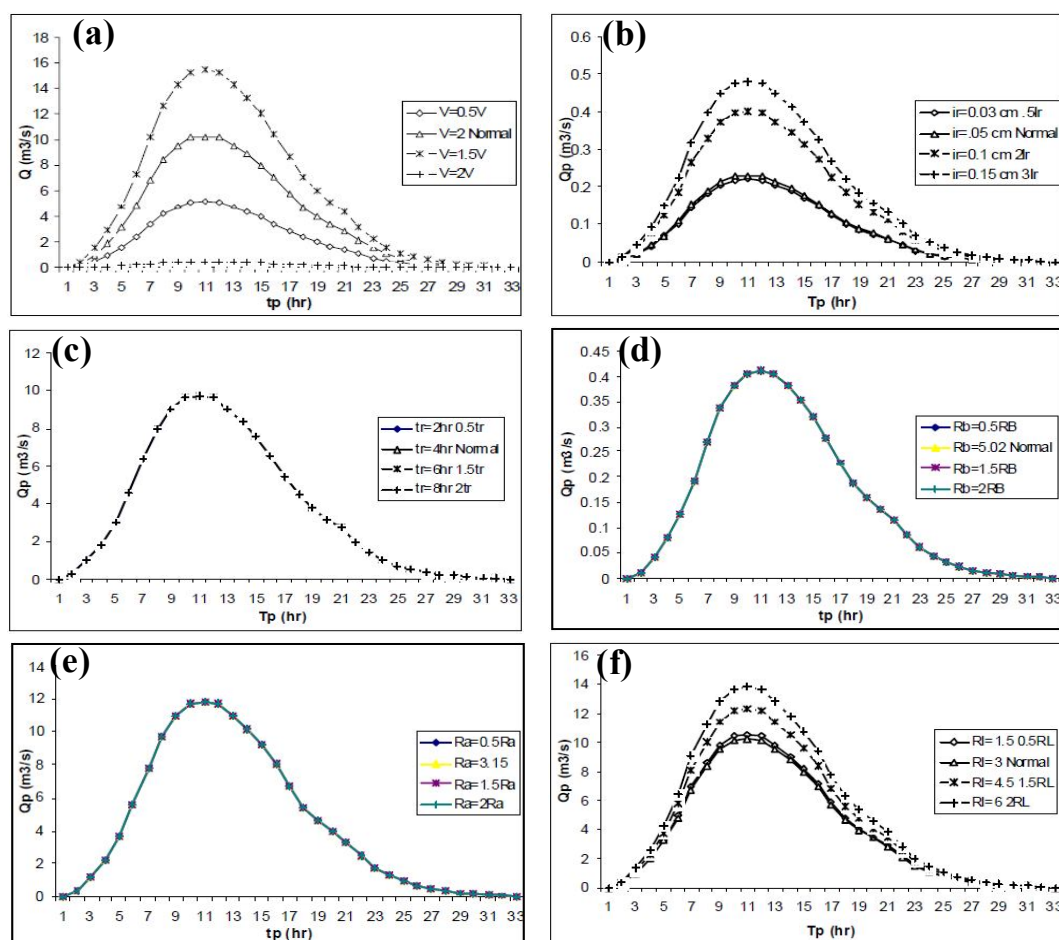 (a)
Q (m3/s)
18
16
14
12
10
8
6
4
2
0
1 3 5 7 9 11 13 15 17 19 21 23 25 27 29 31 33
tp (hr)
V=0.5V
V=2 Normal
V=1.5V
V=2V
(b)
Qp (m3/s)
0.6
0.5
0.4
0.3
0.2
0.1
0
1 3 5 7 9 11 13 15 17 19 21 23 25 27 29 31 33
Tp (hr)
ir=0.03 cm .5Ir
ir=.05 cm Normal
ir=0.1 cm 2Ir
ir=0.15 cm 3Ir
(c)
Qp (m3/s)
12
10
8
6
4
2
0
1 3 5 7 9 11 13 15 17 19 21 23 25 27 29 31 33
Tp (hr)
tr=2hr 0.5tr
tr=4hr Normal
tr=6hr 1.5tr
tr=8hr 2tr
(d)
Qp (m3/s)
0.45
0.4
0.35
0.3
0.25
0.2
0.15
0.1
0.05
0
1 3 5 7 9 11 13 15 17 19 21 23 25 27 29 31 33
tp (hr)
Rb=0.5RB
Rb=5.02 Normal
Rb=1.5RB
Rb=2RB
(e)
Qp (m3/s)
14
12
10
8
6
4
2
0
1 3 5 7 9 11 13 15 17 19 21 23 25 27 29 31 33
tp (hr)
Ra=0.5Ra
Ra=3.15
Ra=1.5Ra
Ra=2Ra
(f)
Qp (m3/s)
16
14
12
10
8
6
4
2
0
1 3 5 7 9 11 13 15 17 19 21 23 25 27 29 31 33
Tp (hr)
Rl=1.5 0.5RL
Rl=3 Normal
Rl=4.5 1.5RL
Rl=6 2RL